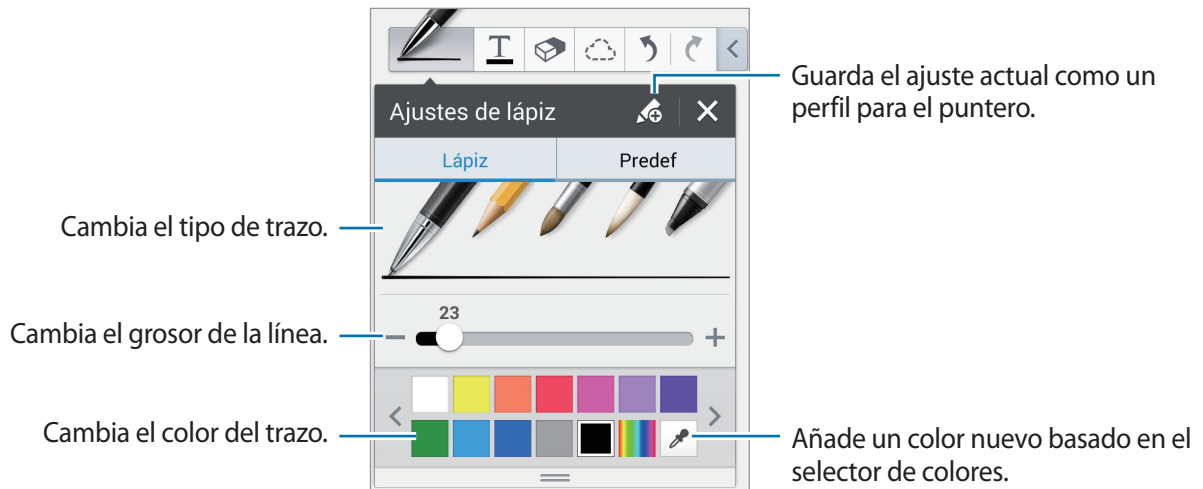 T
Guarda el ajuste actual como un
perfil para el puntero.
Ajustes de lápiz
Lápiz
Predef
Cambia el tipo de trazo.
23
Cambia el grosor de la línea.
Cambia el color del trazo.
Añade un color nuevo basado en el
selector de colores.